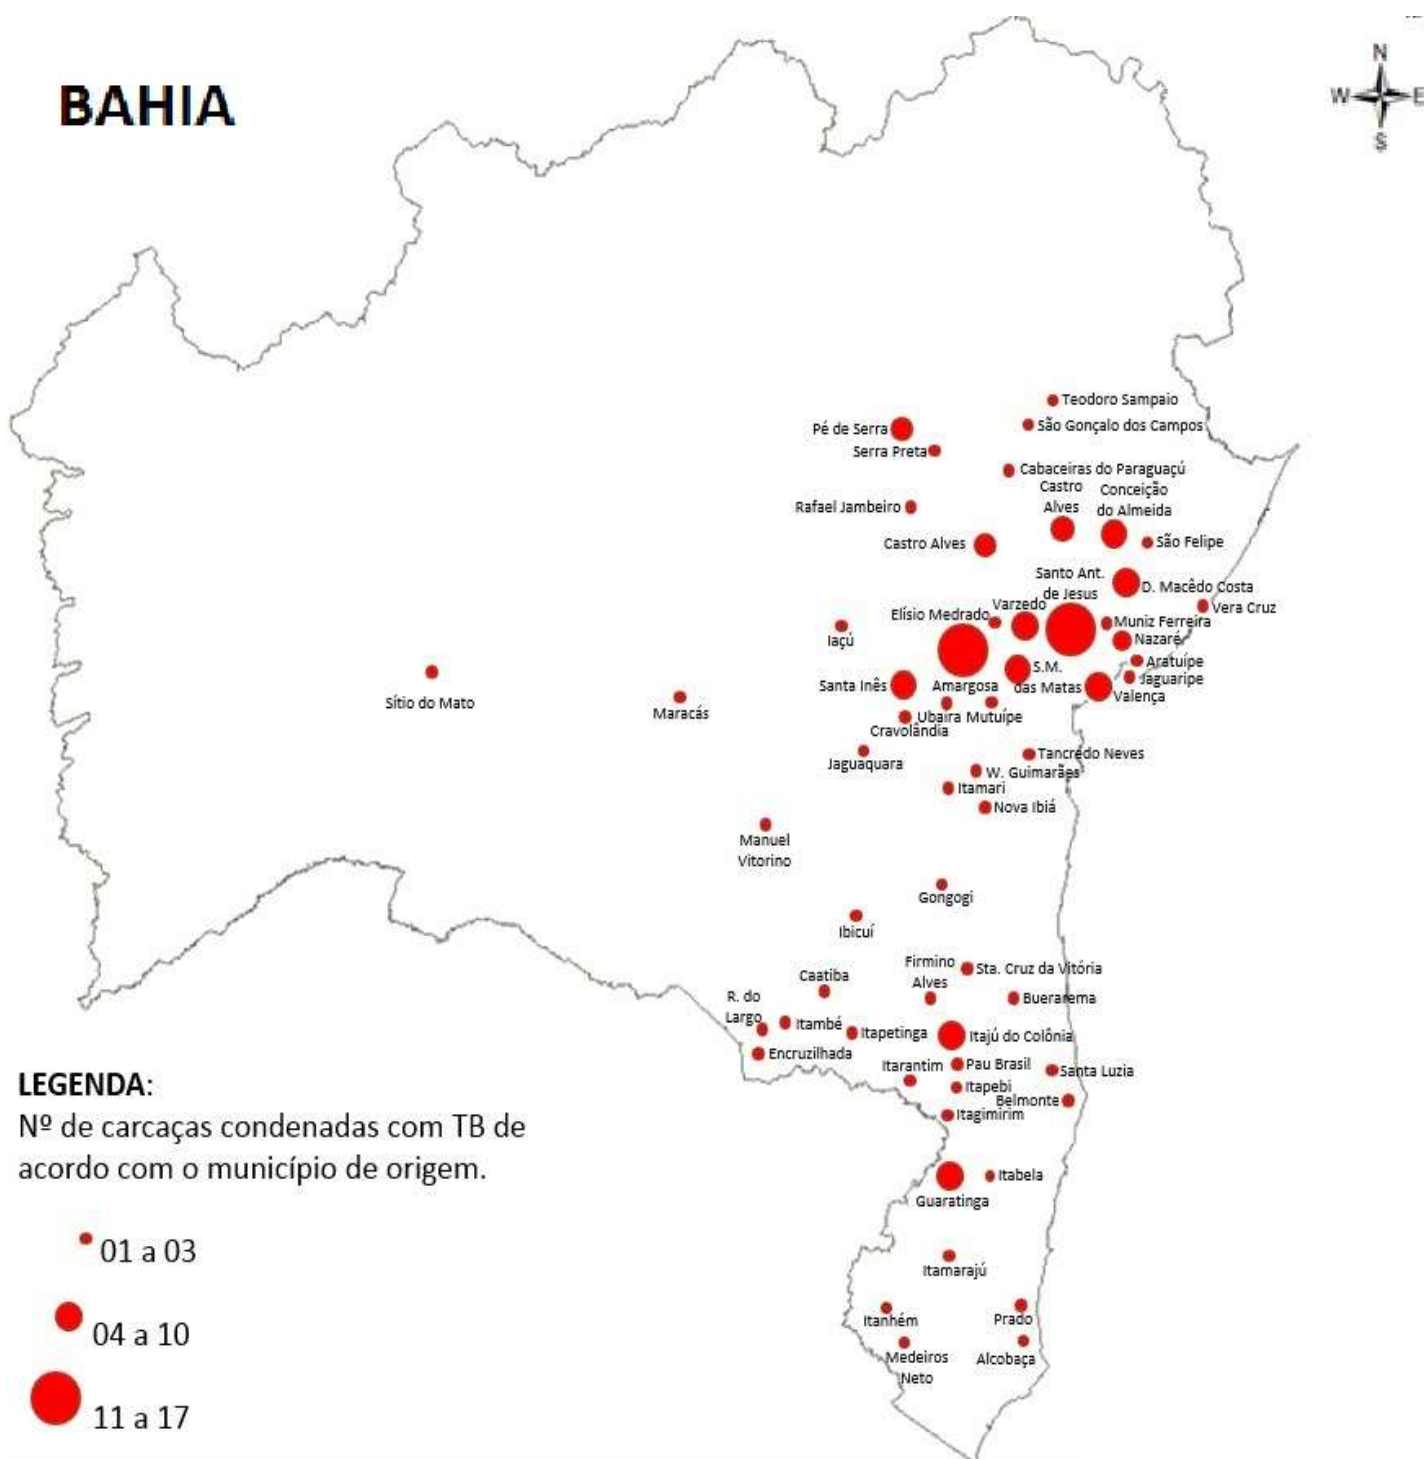 BAHIA
N
W
E
S
Teodoro Sampaio
Pé de Serra
São Gonçalo dos Campos
Serra Preta
Cabaceiras do Paraguaçú
Castro
Alves
Conceição
do Almeida
Rafael Jambeiro
Castro Alves
São Felipe
Santo Ant.
de Jesus
D. Macêdo Costa
Varzedo
Vera Cruz
Elísio Medrado
Muniz Ferreira
Iaçú
Nazaré
Aratuípe
S.M.
das Matas
Jaguaripe
Santa Inês
Amargosa
Valença
Sítio do Mato
Maracás
Ubaira
Mutuípe
Cravolândia
Tancredo Neves
Jaguaquara
W. Guimarães
Itamari
Nova Ibiá
Manuel
Vitorino
Gongogi
Ibicuí
Firmino
Alves
Sta. Cruz da Vitória
Caatiba
R. do
Largo
Buerarema
Itambé
Itapetinga
Itajú do Colônia
Encruzilhada
Itarantim
Pau Brasil
Santa Luzia
Itapebi
Belmonte
Itagimirim
Itabela
Guaratinga
Itamarajú
Itanhém
Prado
Medeiros
Neto
Alcobaça
LEGENDA:
Nº de carcaças condenadas com TB de
acordo com o município de origem.
01 a 03
04 a 10
11 a 17